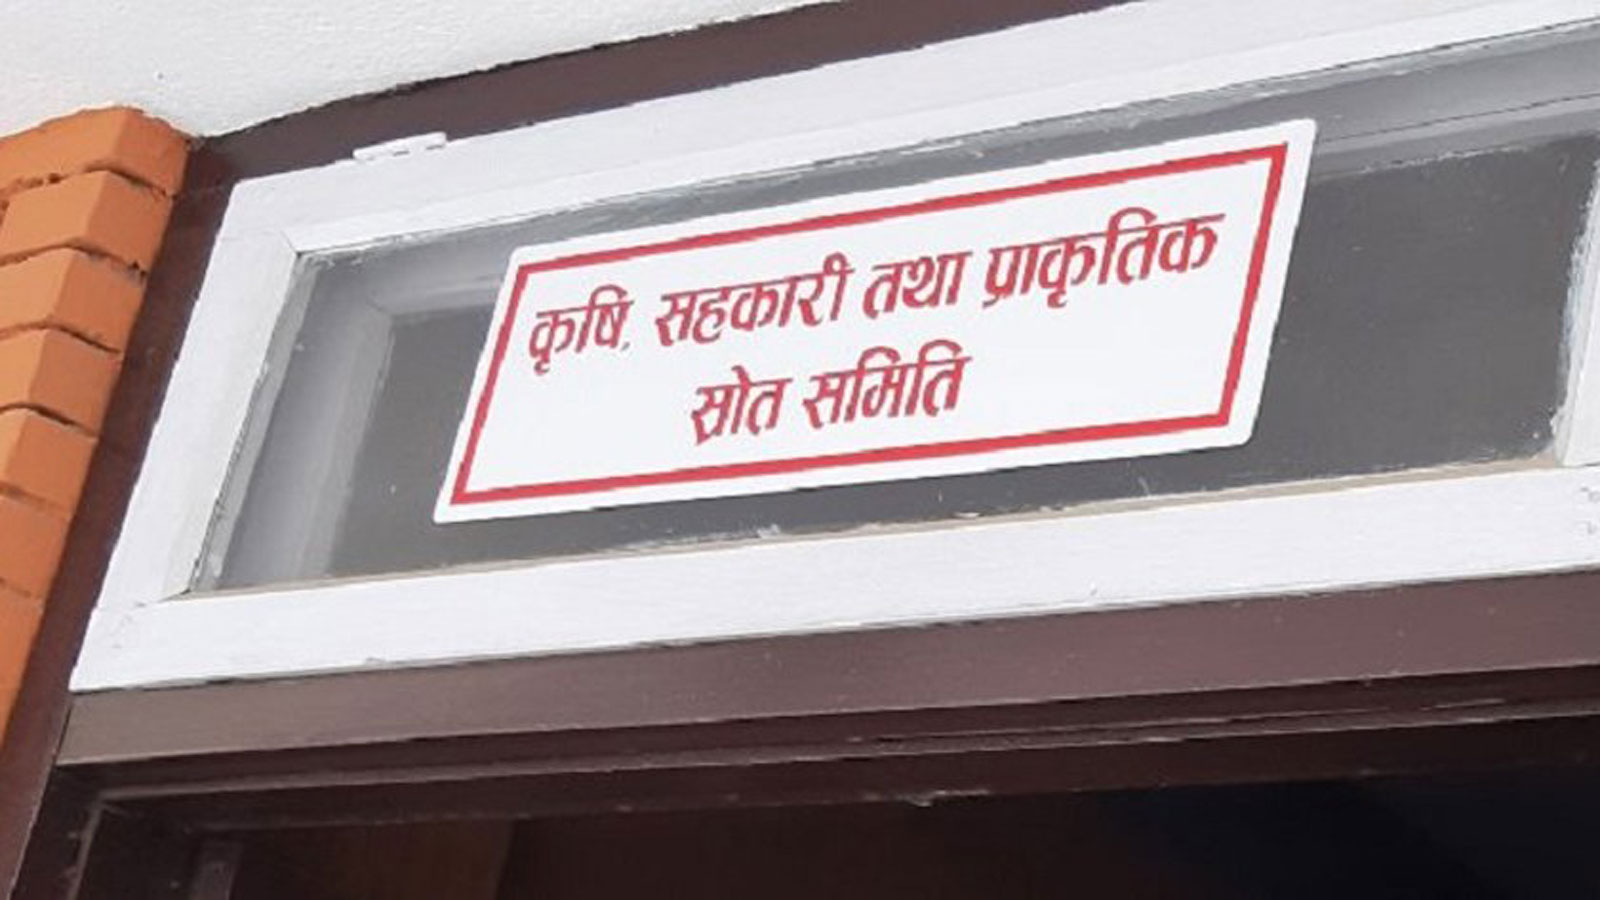 कृषि, सहकारी तथा प्राकृतिक
स्रोत समिति